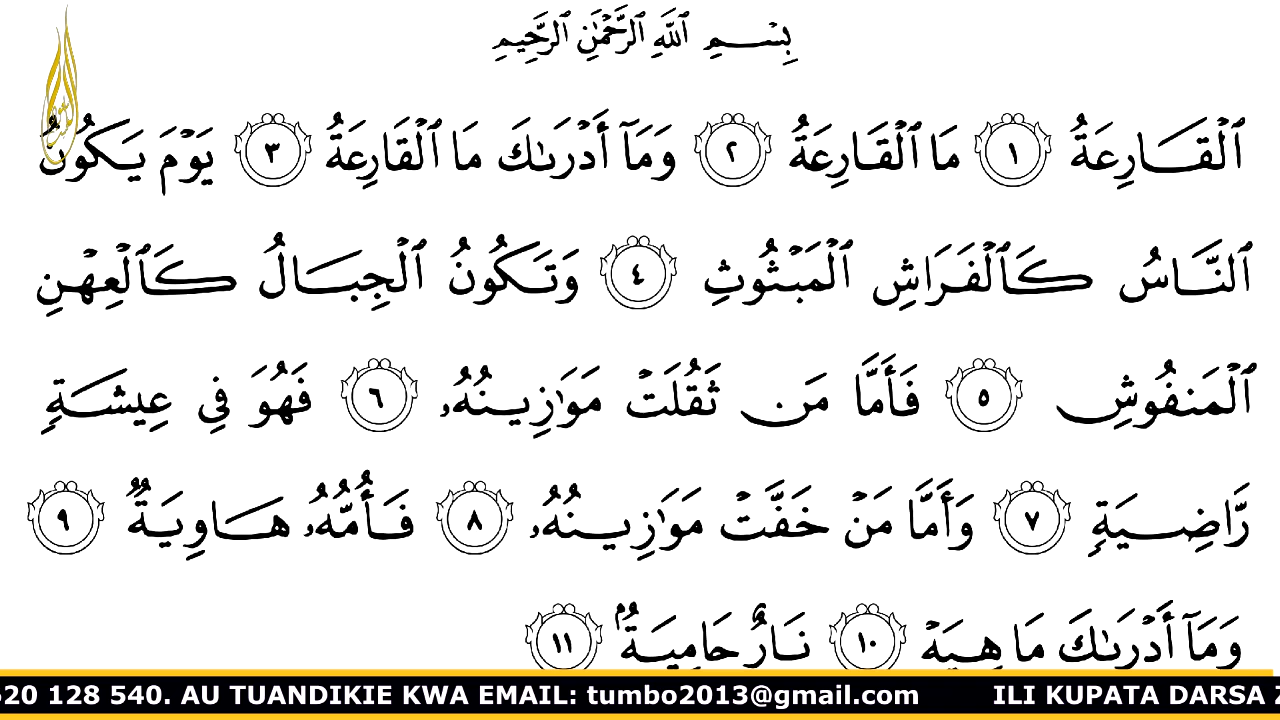 بِسْمِ ٱللَّهِ ٱلرَّحْمَٰنِ ٱلرَّحِيمِ
ٱلْقَارِعَةُ ١ مَا ٱلْقَارِعَةُ ٢ وَمَآ أَدْرَىٰكَ مَا ٱلْقَارِعَةُ ٣ يَوْمَ يَكُونُ
ٱلنَّاسُ كَٱلْفَرَاشِ ٱلْمَبْثُوثِ ٤ وَتَكُونُ ٱلْجِبَالُ كَٱلْعِهْنِ
ٱلْمَنفُوشِ ٥ فَأَمَّا مَن ثَقُلَتْ مَوَٰزِينُهُۥ ٦ فَهُوَ فِي عِيشَةٍ
رَّاضِيَةٍ ٧ وَأَمَّا مَنْ خَفَّتْ مَوَٰزِينُهُۥ ٨ فَأُمُّهُۥ هَاوِيَةٌ ٩
وَمَآ أَدْرَىٰكَ مَا هِيَهْ ١٠ نَارٌ حَامِيَةٌۢ ١١
20 128 540. AU TUANDIKIE KWA EMAIL: tumbo2013@gmail.com ILI KUPATA DARSA